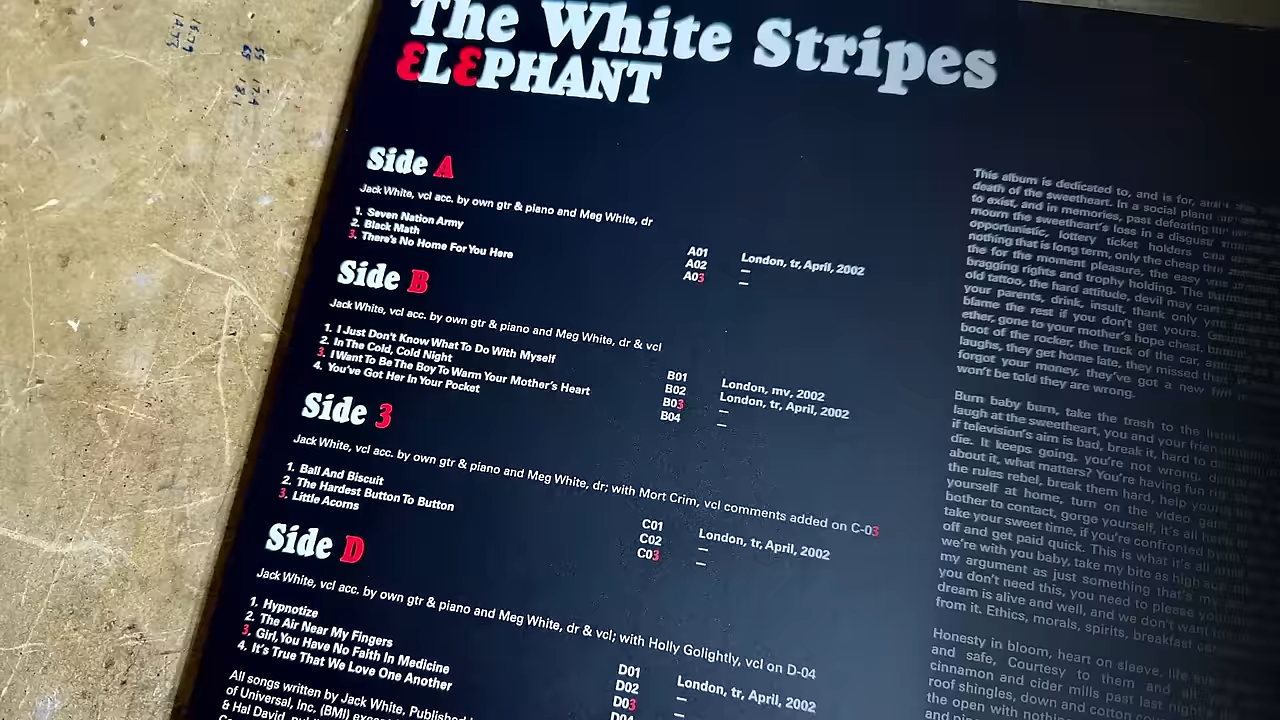 The White Stripes
ELEPHANT
Side A
Jack White, vcl acc. by own gtr & piano and Meg White, dr
1. Seven Nation Army
2. Black Math
3. There's No Home For You Here
A01 London, tr, April, 2002
A02 —
A03 —
Side B
Jack White, vcl acc. by own gtr & piano and Meg White, dr & vcl
1. I Just Don't Know What To Do With Myself
2. In The Cold, Cold Night
3. I Want To Be The Boy To Warm Your Mother's Heart
4. You've Got Her In Your Pocket
B01 London, mv, 2002
B02 London, tr, April, 2002
B03 —
B04 —
Side 3
Jack White, vcl acc. by own gtr & piano and Meg White, dr; with Mort Crim, vcl comments added on C-03
1. Ball And Biscuit
2. The Hardest Button To Button
3. Little Acorns
C01 London, tr, April, 2002
C02 —
C03 —
Side D
Jack White, vcl acc. by own gtr & piano and Meg White, dr & vcl; with Holly Golightly, vcl on D-04
1. Hypnotize
2. The Air Near My Fingers
3. Girl, You Have No Faith In Medicine
4. It's True That We Love One Another
D01 London, tr, April, 2002
D02 —
D03 —
D04
All songs written by Jack White, Published
of Universal, Inc. (BMI)
& Hal David,
This album is dedicated to, and is for, and
death of the sweetheart. In a social plane
to exist, and in memories, past defeating
mourn the sweetheart's loss in a disgust
opportunistic, lottery ticket holders
nothing that is long term, only the cheap
the for the moment pleasure, the easy
bragging rights and trophy holding. The
old tattoo, the hard attitude, devil may care
your parents, drink, insult, thank only
blame the rest if you don't get yours.
ether, gone to your mother's hope chest,
boot of the rocker, the truck of the car,
laughs, they get home late, they missed
forgot your money, they've got a new
won't be told they are wrong.
Burn baby burn, take the trash to the
laugh at the sweetheart, you and your
if television's aim is bad, break it, hard to
die. It keeps going, you're not wrong,
about it, what matters? You're having fun
the rules rebel, break them hard, help
yourself at home, turn on the video
bother to contact, gorge yourself, it's all
take your sweet time, if you're confronted
off and get paid quick. This is what it's all
we're with you baby, take my bite as high
my argument as just something that's
you don't need this, you need to please
dream is alive and well, and we don't want
from it. Ethics, morals, spirits, breakfast
Honesty in bloom, heart on sleeve, life
and safe, Courtesy to them and all
cinnamon and cider mills past last night
roof shingles, down and cotton
the open with nothing
15.79
14.73
55 17.4
65 18.1